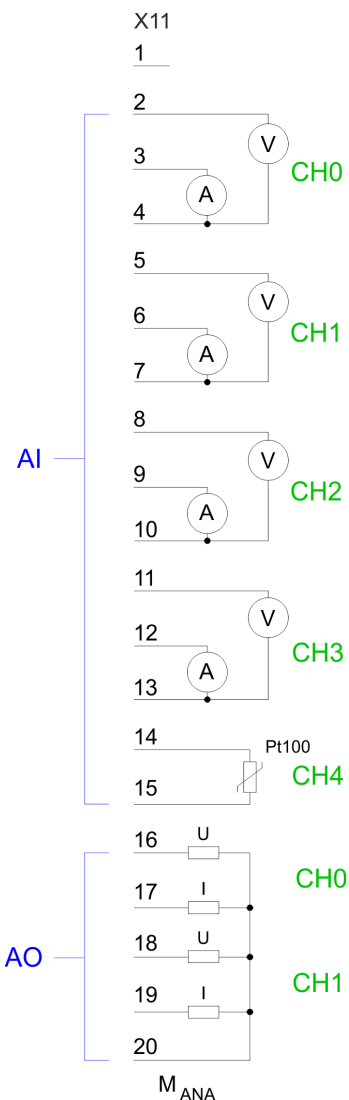 X11
1
2
V
3
CH0
A
4
5
V
6
CH1
A
7
8
V
AI
9
CH2
A
10
11
V
12
CH3
A
13
14
Pt100
CH4
15
16 U
CH0
17 I
18 U
AO
CH1
19 I
20
M ANA